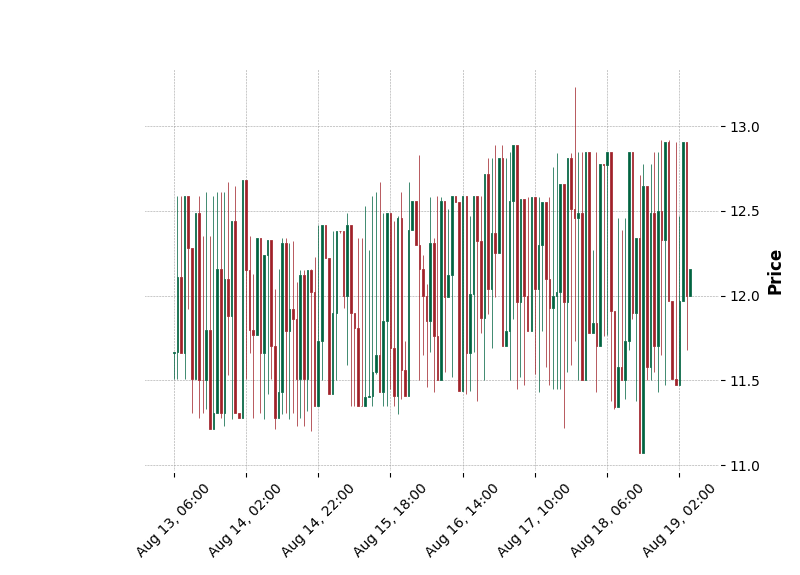 13.0
12.5
12.0
11.5
11.0
Price
Aug 13, 06:00
Aug 14, 02:00
Aug 14, 22:00
Aug 15, 18:00
Aug 16, 14:00
Aug 17, 10:00
Aug 18, 06:00
Aug 19, 02:00